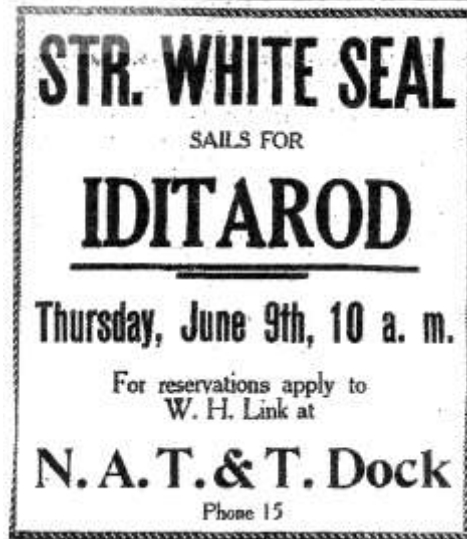 STR. WHITE SEAL
SAILS FOR
IDITAROD
Thursday, June 9th, 10 a. m.
For reservations apply to
W. H. Link at
N. A. T. & T. Dock
Phone 15